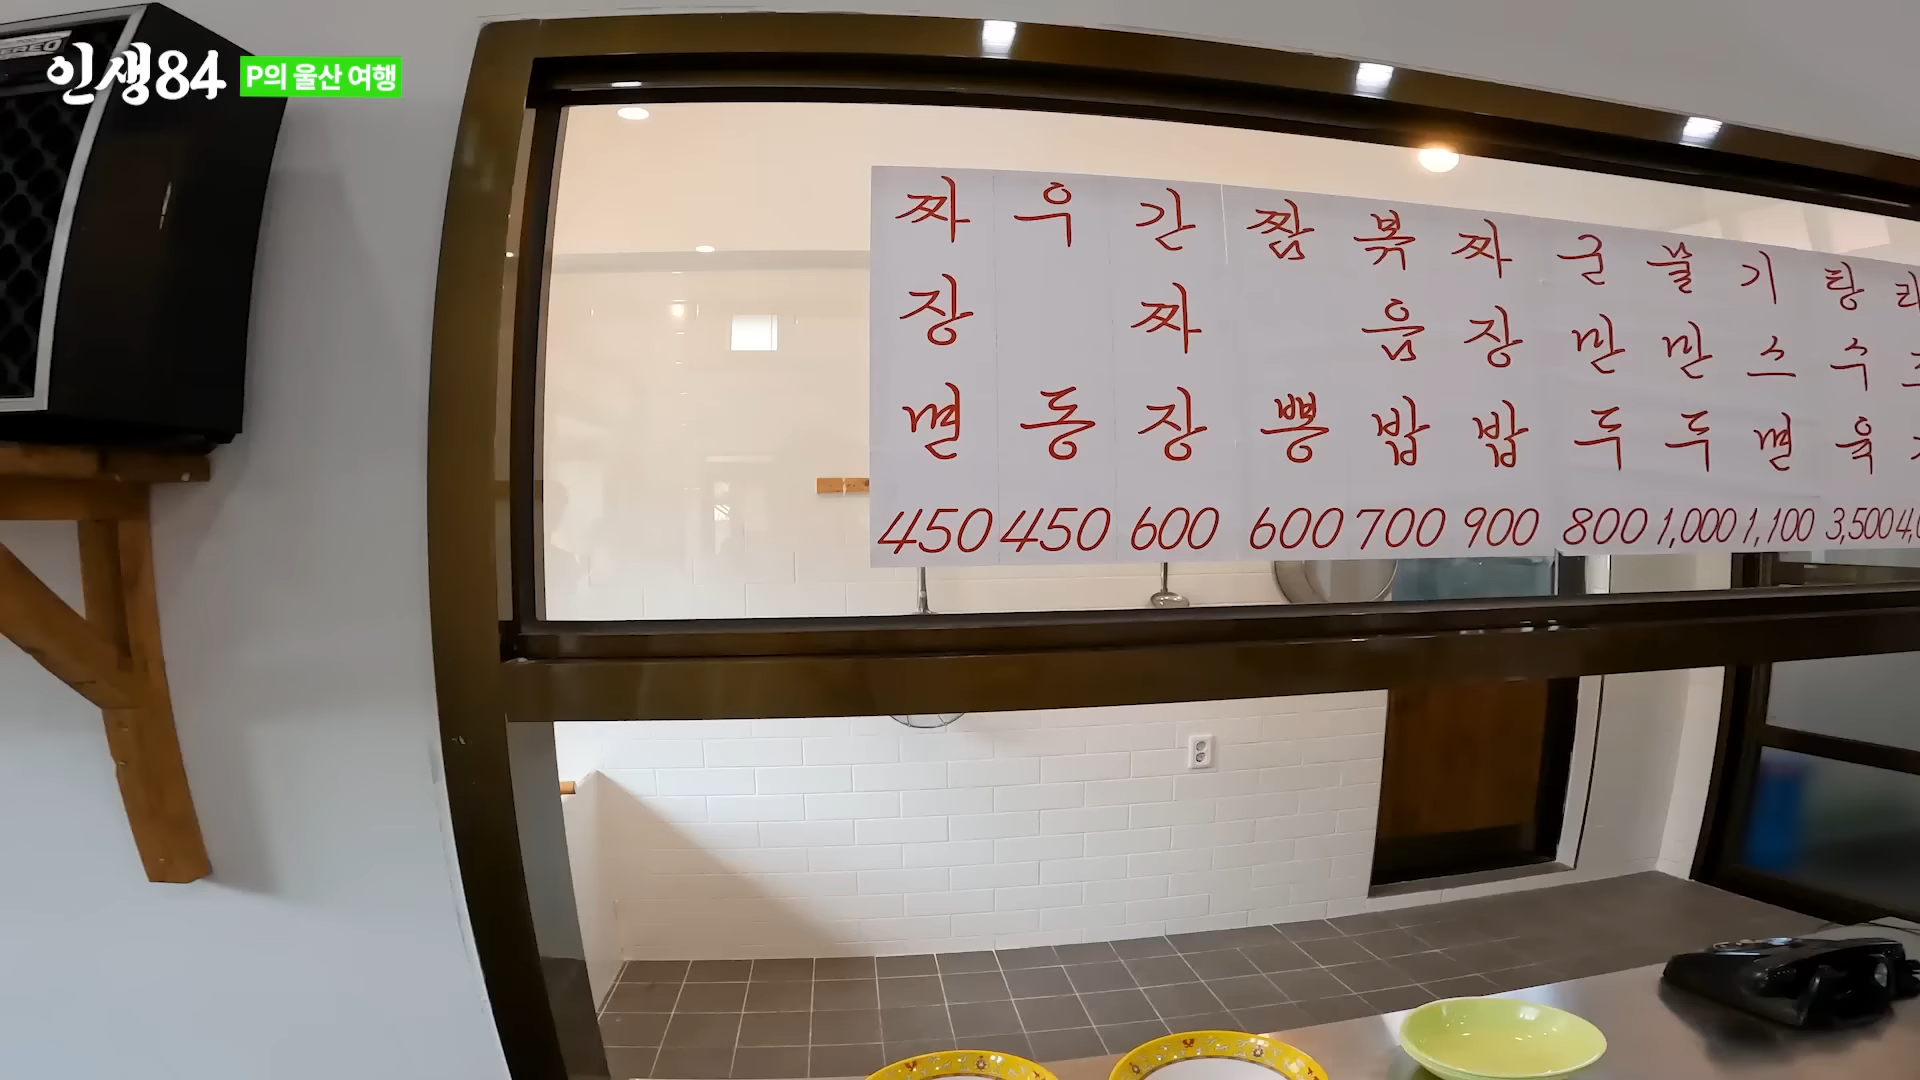 인생84 P의 울산 여행
짜장면 450
우동 450
간짜장 600
짬뽕 600
볶음밥 700
짜장밥 900
군만두 800
물만두 1,000
기스면 1,100
탕수육 3,500